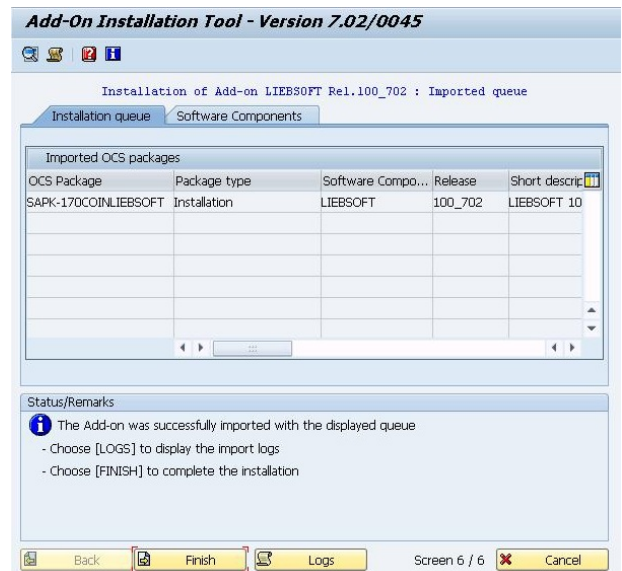 Add-On Installation Tool - Version 7.02/0045
Installation of Add-on LIEBSOFT Rel.100_702 : Imported queue
Installation queue Software Components
Imported OCS packages
OCS Package Package type Software Compo... Release Short descrip
SAPK-170COINLIEBSOFT Installation LIEBSOFT 100_702 LIEBSOFT 10
Status/Remarks
The Add-on was successfully imported with the displayed queue
- Choose [LOGS] to display the import logs
- Choose [FINISH] to complete the installation
Back Finish Logs Screen 6 / 6 Cancel